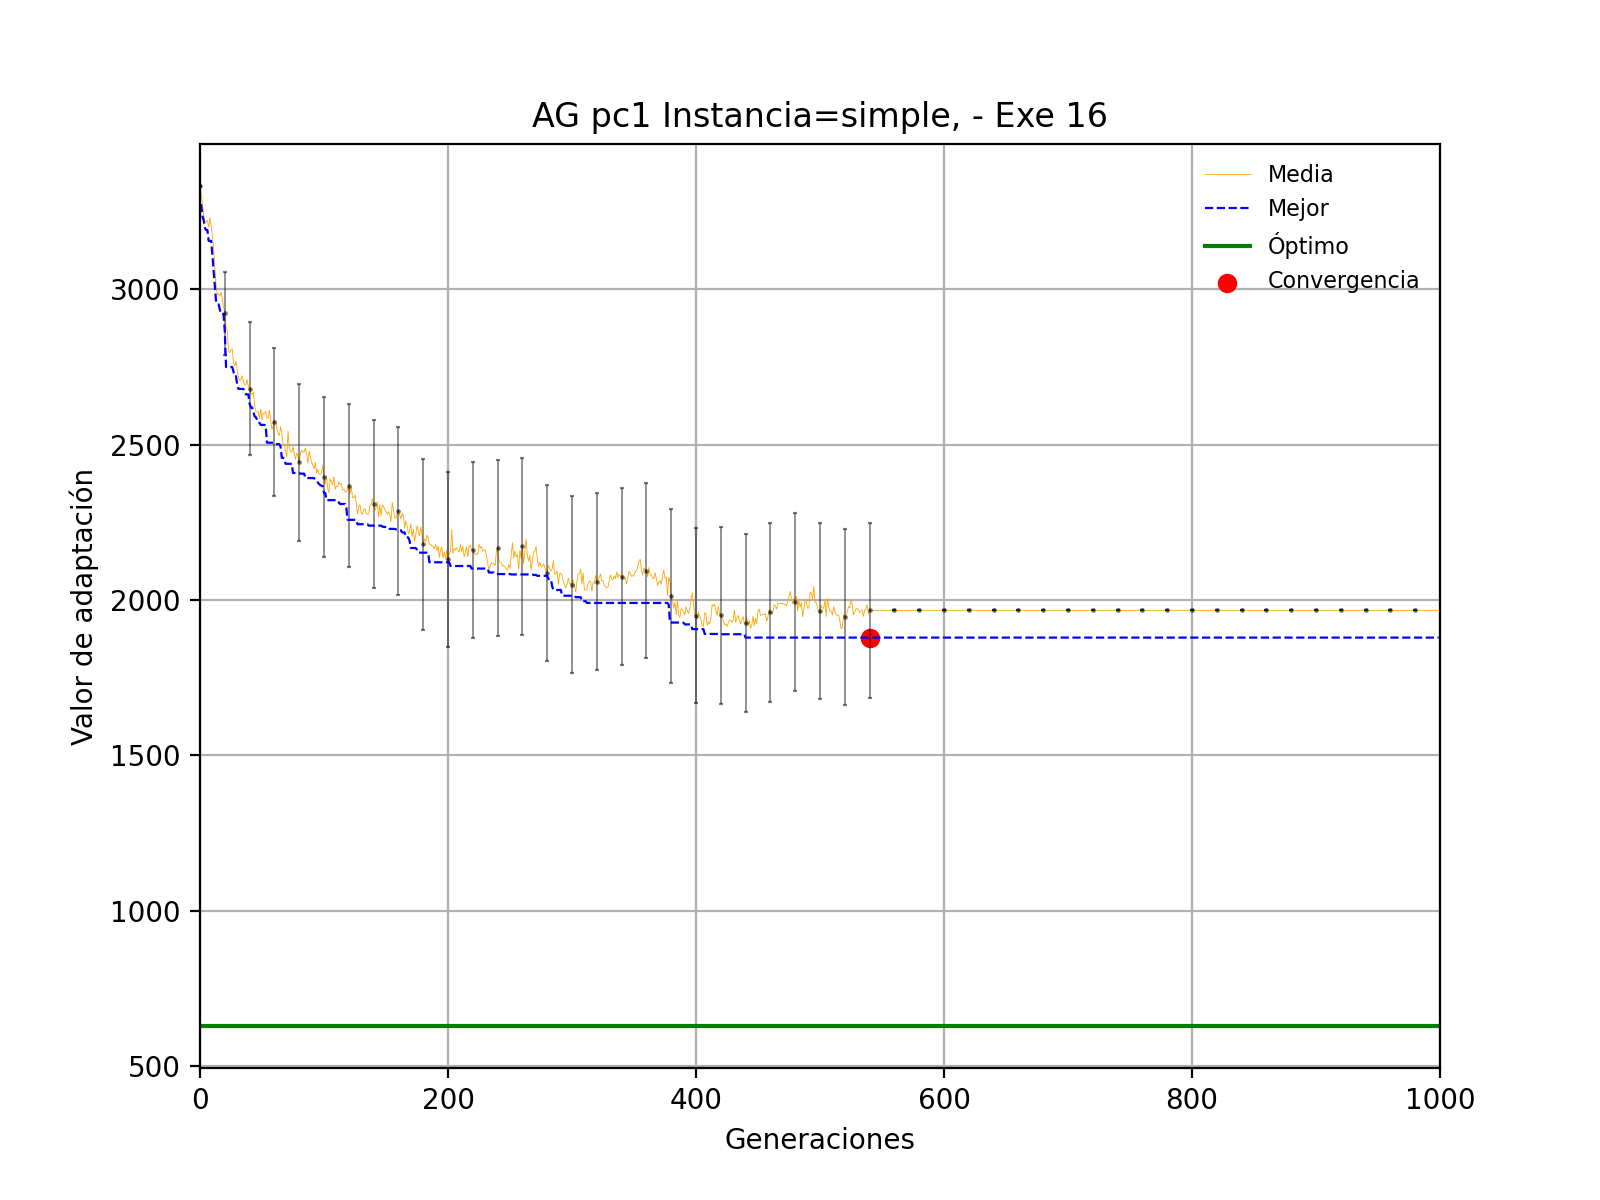 AG pc1 Instancia=simple, - Exe 16
Media
Mejor
Óptimo
Convergencia
3000
2500
2000
1500
1000
500
Valor de adaptación
0 200 400 600 800 1000
Generaciones